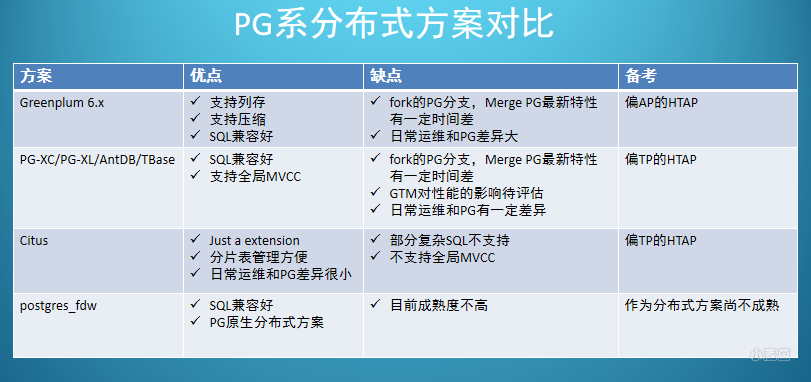 PG系分布式方案对比
方案 优点 缺点 备考
Greenplum 6.x
✓ 支持列存
✓ 支持压缩
✓ SQL兼容好
✓ fork的PG分支，Merge PG最新特性
有一定时间差
✓ 日常运维和PG差异大
偏AP的HTAP
PG-XC/PG-XL/AntDB/TBase
✓ SQL兼容好
✓ 支持全局MVCC
✓ fork的PG分支，Merge PG最新特性
有一定时间差
✓ GTM对性能的影响待评估
✓ 日常运维和PG有一定差异
偏TP的HTAP
Citus
✓ Just a extension
✓ 分片表管理方便
✓ 日常运维和PG差异很小
✓ 部分复杂SQL不支持
✓ 不支持全局MVCC
偏TP的HTAP
postgres_fdw
✓ SQL兼容好
✓ PG原生分布式方案
✓ 目前成熟度不高
作为分布式方案尚不成熟